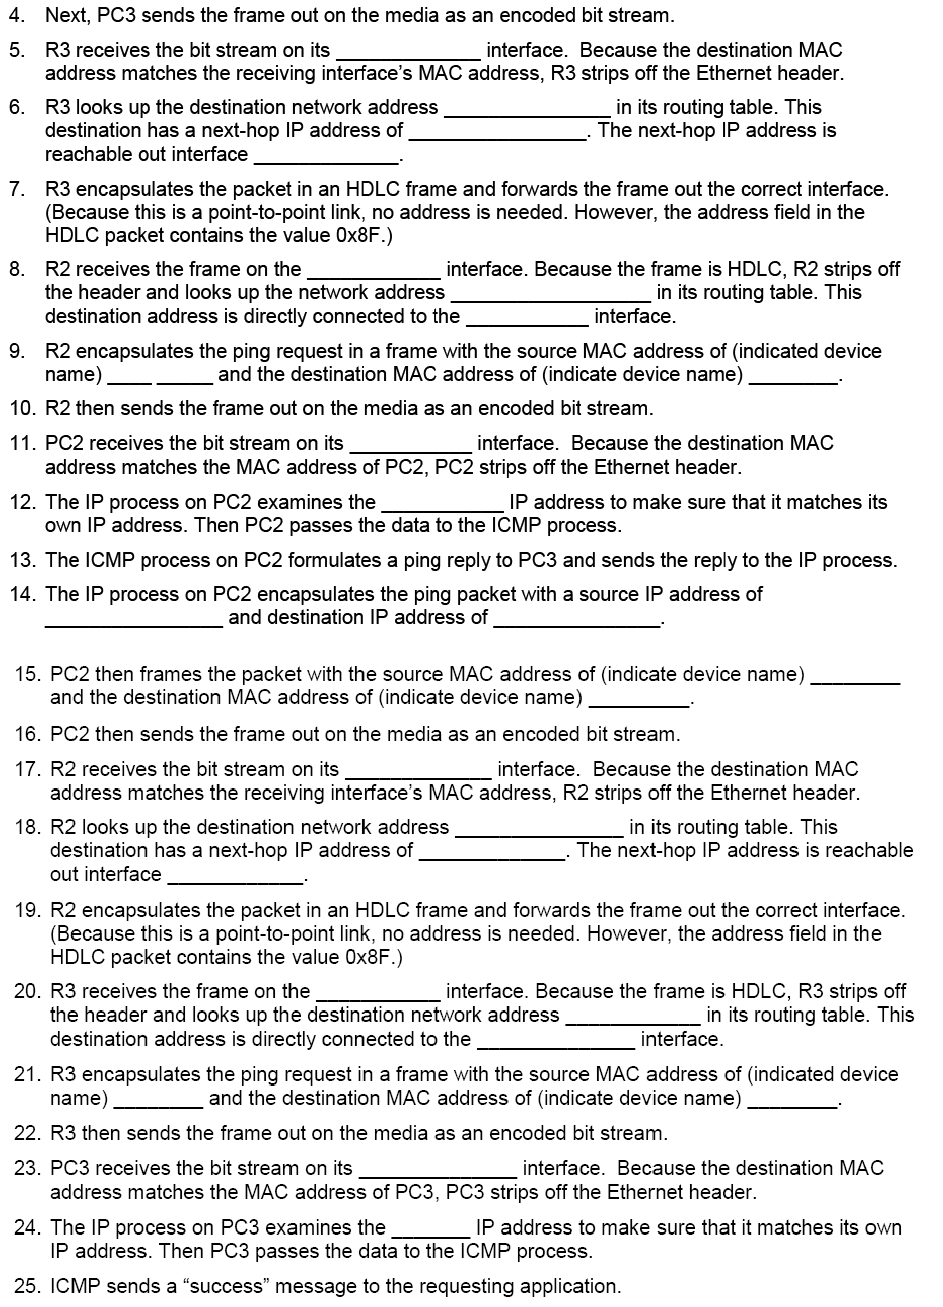 4. Next, PC3 sends the frame out on the media as an encoded bit stream.
5. R3 receives the bit stream on its _____________ interface. Because the destination MAC
address matches the receiving interface's MAC address, R3 strips off the Ethernet header.
6. R3 looks up the destination network address _______________ in its routing table. This
destination has a next-hop IP address of ________________. The next-hop IP address is
reachable out interface _____________.
7. R3 encapsulates the packet in an HDLC frame and forwards the frame out the correct interface.
(Because this is a point-to-point link, no address is needed. However, the address field in the
HDLC packet contains the value 0x8F.)
8. R2 receives the frame on the ____________ interface. Because the frame is HDLC, R2 strips off
the header and looks up the network address __________________ in its routing table. This
destination address is directly connected to the ___________ interface.
9. R2 encapsulates the ping request in a frame with the source MAC address of (indicated device
name) ____ _____ and the destination MAC address of (indicate device name) ________.
10. R2 then sends the frame out on the media as an encoded bit stream.
11. PC2 receives the bit stream on its ___________ interface. Because the destination MAC
address matches the MAC address of PC2, PC2 strips off the Ethernet header.
12. The IP process on PC2 examines the ___________ IP address to make sure that it matches its
own IP address. Then PC2 passes the data to the ICMP process.
13. The ICMP process on PC2 formulates a ping reply to PC3 and sends the reply to the IP process.
14. The IP process on PC2 encapsulates the ping packet with a source IP address of
________________ and destination IP address of _______________.
15. PC2 then frames the packet with the source MAC address of (indicate device name) ________
and the destination MAC address of (indicate device name) _________.
16. PC2 then sends the frame out on the media as an encoded bit stream.
17. R2 receives the bit stream on its _____________ interface. Because the destination MAC
address matches the receiving interface's MAC address, R2 strips off the Ethernet header.
18. R2 looks up the destination network address _______________ in its routing table. This
destination has a next-hop IP address of _____________. The next-hop IP address is reachable
out interface ____________.
19. R2 encapsulates the packet in an HDLC frame and forwards the frame out the correct interface.
(Because this is a point-to-point link, no address is needed. However, the address field in the
HDLC packet contains the value 0x8F.)
20. R3 receives the frame on the ___________ interface. Because the frame is HDLC, R3 strips off
the header and looks up the destination network address ____________ in its routing table. This
destination address is directly connected to the ______________ interface.
21. R3 encapsulates the ping request in a frame with the source MAC address of (indicated device
name) ________ and the destination MAC address of (indicate device name) ________.
22. R3 then sends the frame out on the media as an encoded bit stream.
23. PC3 receives the bit stream on its ______________ interface. Because the destination MAC
address matches the MAC address of PC3, PC3 strips off the Ethernet header.
24. The IP process on PC3 examines the _______ IP address to make sure that it matches its own
IP address. Then PC3 passes the data to the ICMP process.
25. ICMP sends a “success” message to the requesting application.